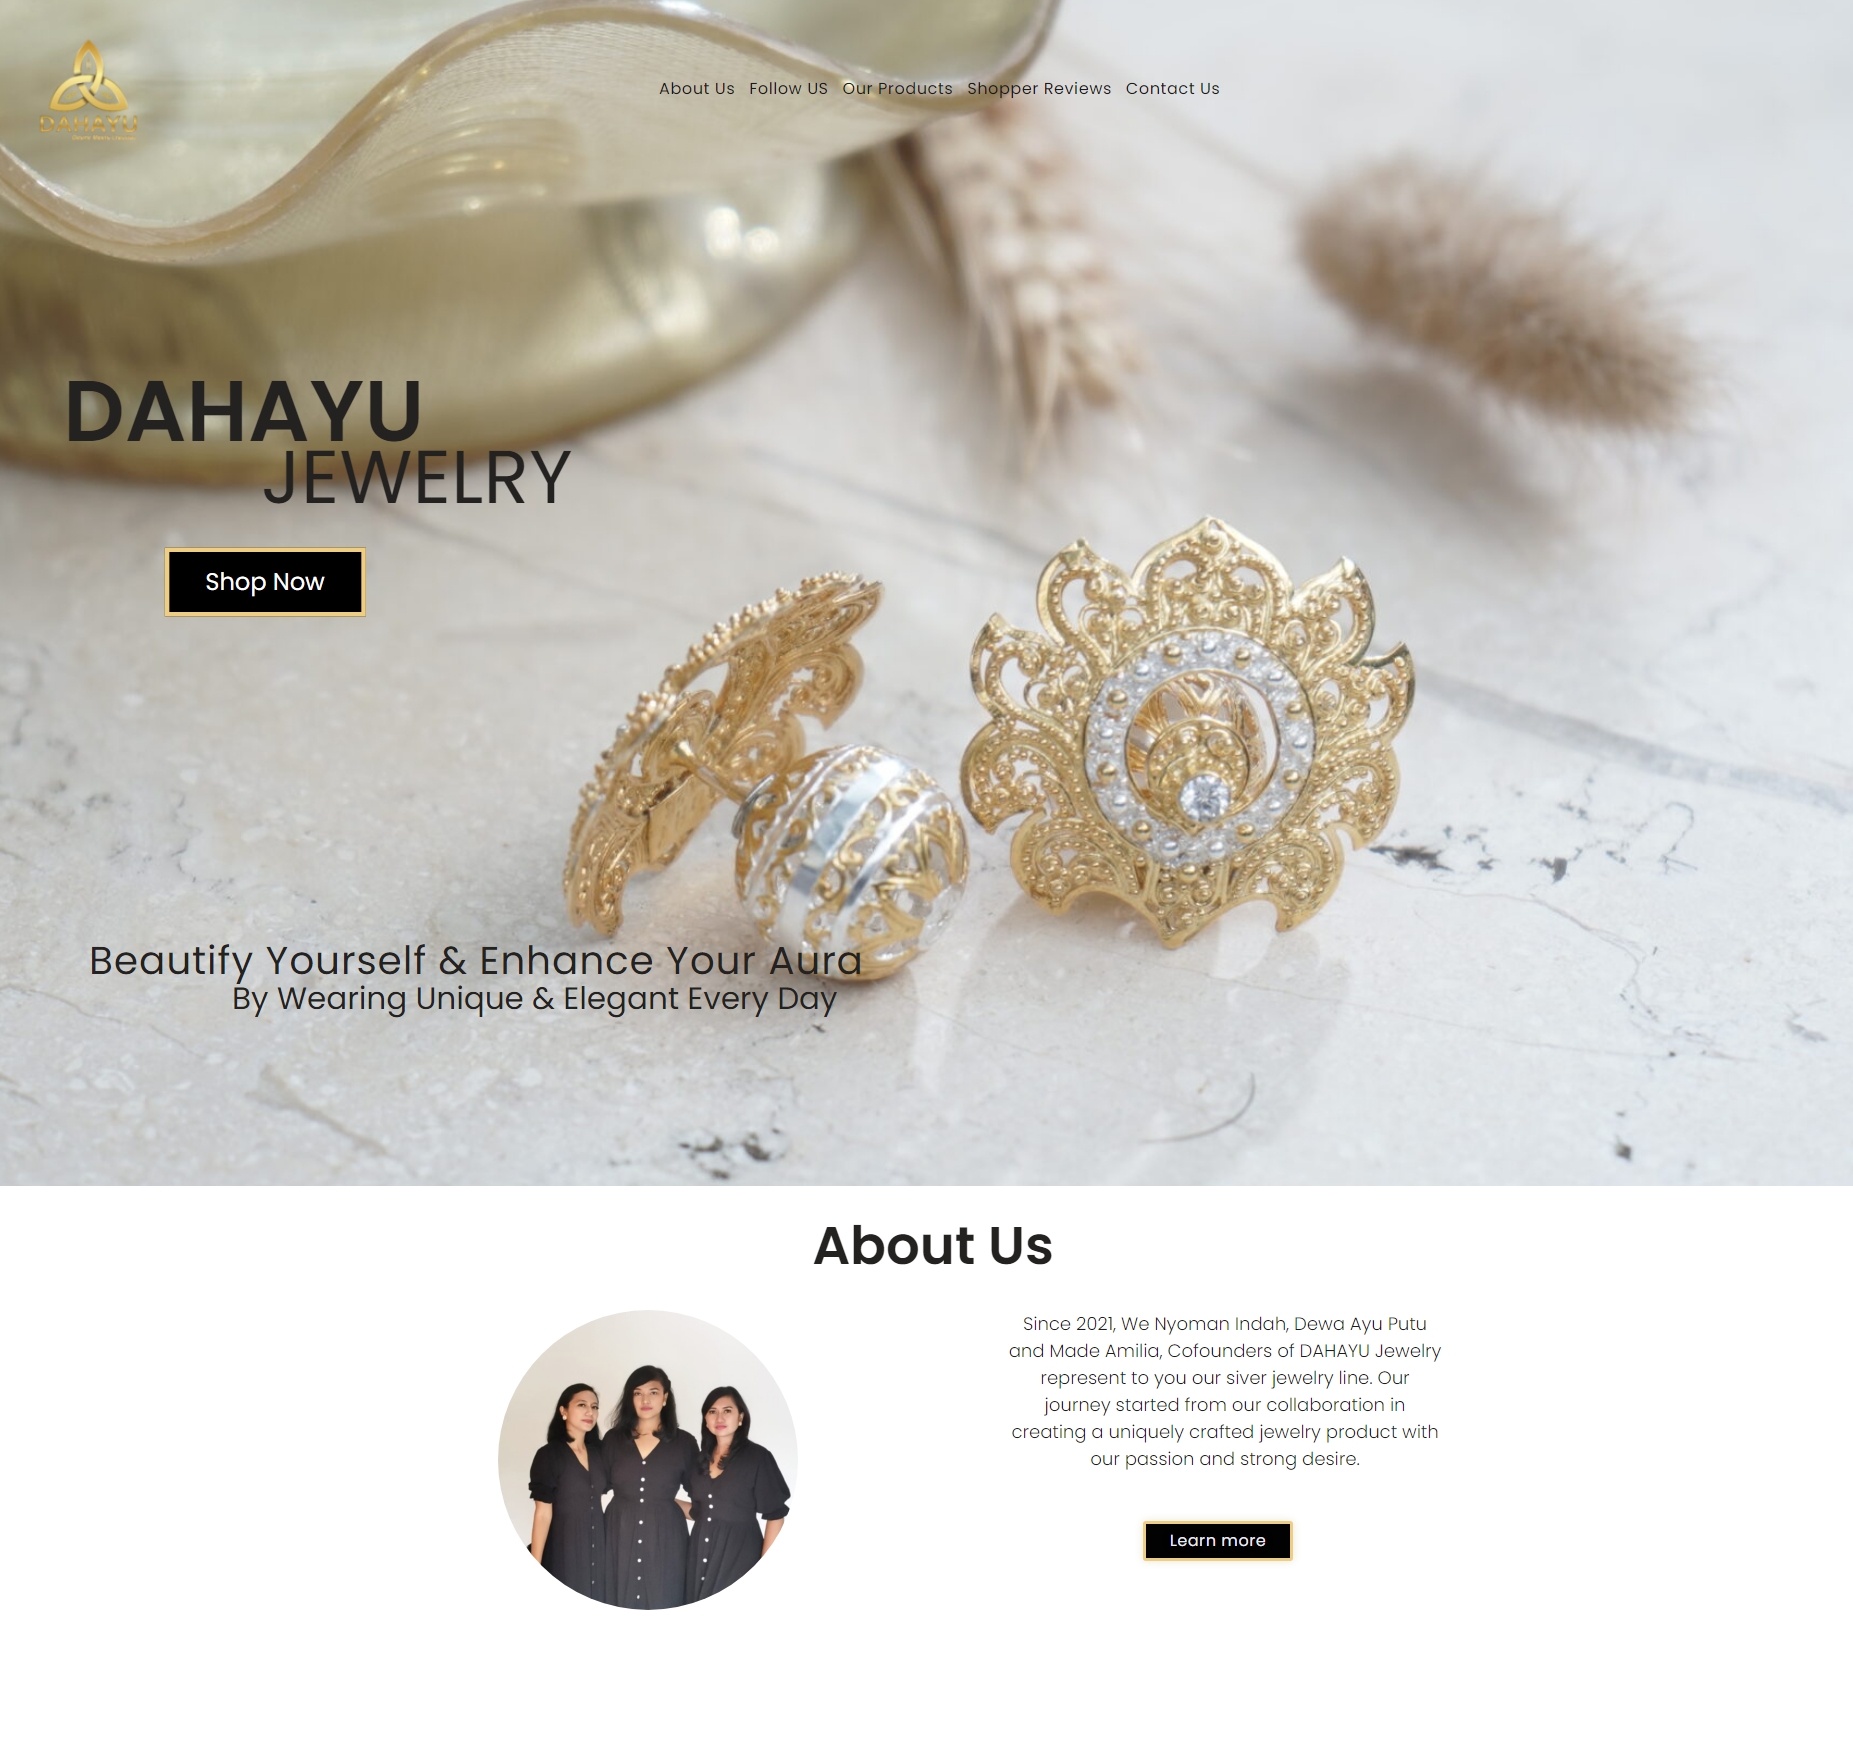 DAHAYU
About Us Follow US Our Products Shopper Reviews Contact Us
DAHAYU
JEWELRY
Shop Now
Beautify Yourself & Enhance Your Aura
By Wearing Unique & Elegant Every Day
About Us
Since 2021, We Nyoman Indah, Dewa Ayu Putu
and Made Amilia, Cofounders of DAHAYU Jewelry
represent to you our siver jewelry line. Our
journey started from our collaboration in
creating a uniquely crafted jewelry product with
our passion and strong desire.
Learn more